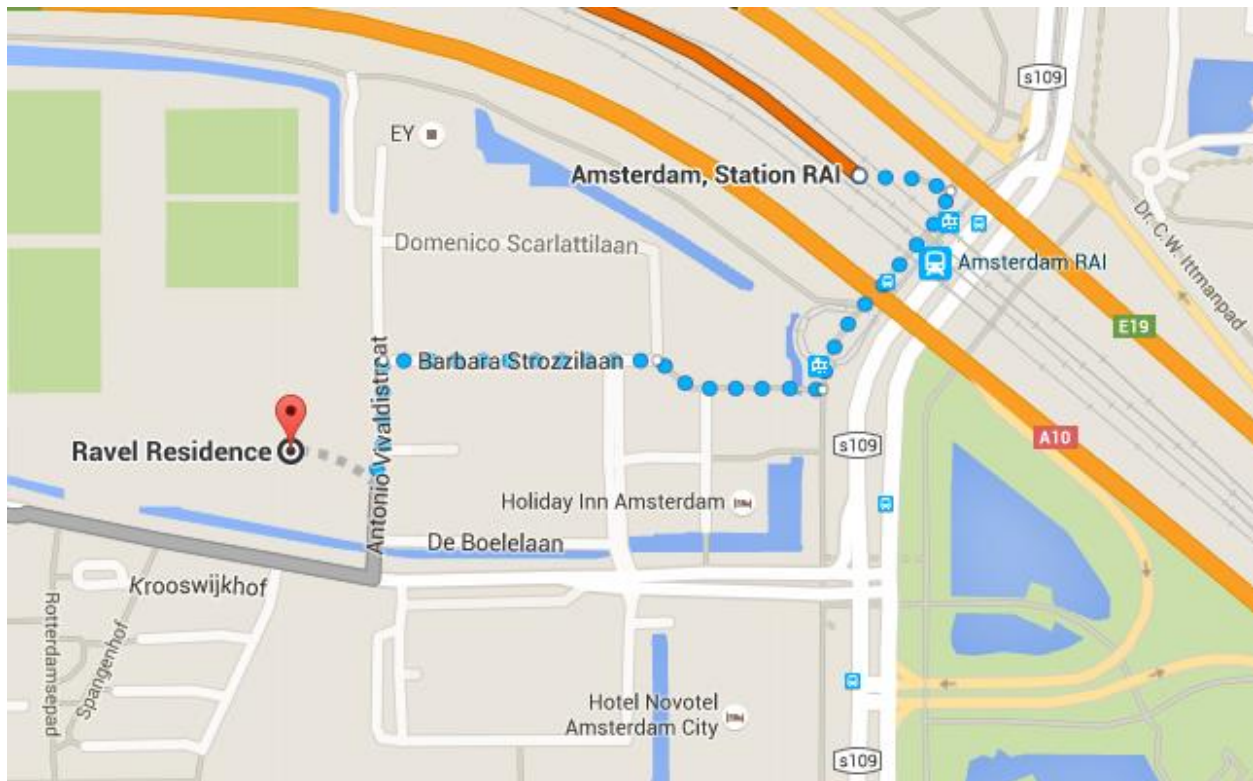 s109
EY
Amsterdam, Station RAI
Dr. C.W. Ittmanpad
Domenico Scarlattilaan
Amsterdam RAI
E19
Barbara Strozzilaan
Antonio Vivaldistraat
A10
s109
Ravel Residence
Holiday Inn Amsterdam
De Boelelaan
Krooswijkhof
Rotterdamsepad
Spangenhof
Hotel Novotel
Amsterdam City
s109